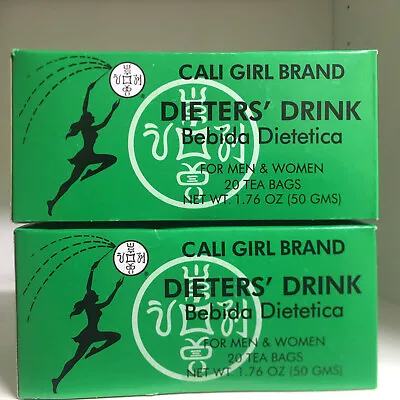 CALI GIRL BRAND
DIETERS' DRINK
Bebida Dietetica
FOR MEN & WOMEN
20 TEA BAGS
NET WT. 1.76 OZ (50 GMS)
CALI GIRL BRAND
DIETERS' DRINK
Bebida Dietetica
FOR MEN & WOMEN
20 TEA BAGS
NET WT. 1.76 OZ (50 GMS)